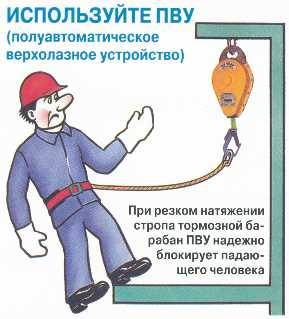 ИСПОЛЬЗУЙТЕ ПВУ
(полуавтоматическое
верхолазное устройство)
При резком натяжении
стропа тормозной ба-
рабан ПВУ надежно
блокирует падаю-
щего человека